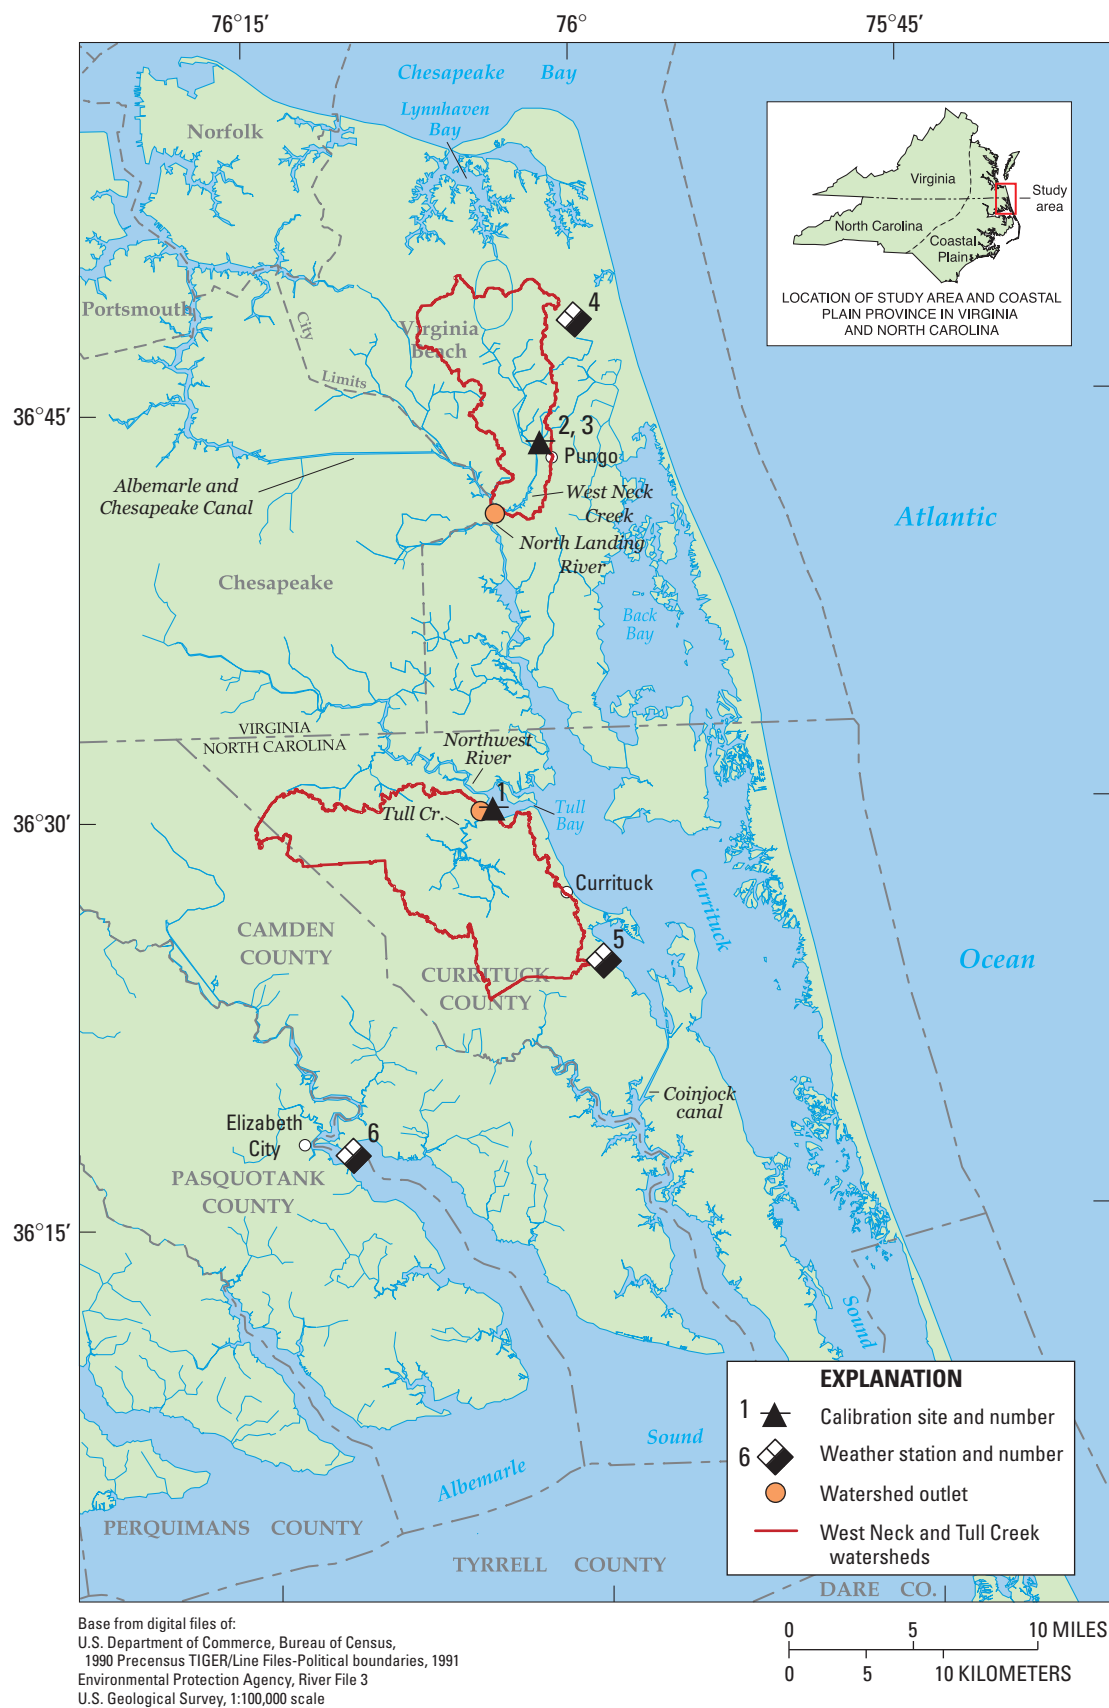 76°15′
76°
75°45′
Chesapeake Bay
Lynnhaven
Bay
Norfolk
Virginia
Study
area
North Carolina
Coastal
Plain
LOCATION OF STUDY AREA AND COASTAL
PLAIN PROVINCE IN VIRGINIA
AND NORTH CAROLINA
Portsmouth
City
Limits
Virginia
Beach
4
36°45′
2, 3
Pungo
Albemarle and
Chesapeake Canal
West Neck
Creek
North Landing
River
Atlantic
Chesapeake
Back
Bay
VIRGINIA
NORTH CAROLINA
Northwest
River
1
Tull Cr.
Tull
Bay
36°30′
Currituck
Currituck
CAMDEN
COUNTY
5
CURRITUCK
COUNTY
Ocean
Coinjock
canal
Elizabeth
City
6
PASQUOTANK
COUNTY
36°15′
Sound
Sound
Albemarle
PERQUIMANS COUNTY
TYRRELL COUNTY
DARE CO.
EXPLANATION
1 Calibration site and number
6 Weather station and number
Watershed outlet
West Neck and Tull Creek
watersheds
Base from digital files of:
U.S. Department of Commerce, Bureau of Census,
1990 Precensus TIGER/Line Files-Political boundaries, 1991
Environmental Protection Agency, River File 3
U.S. Geological Survey, 1:100,000 scale
0 5 10 MILES
0 5 10 KILOMETERS